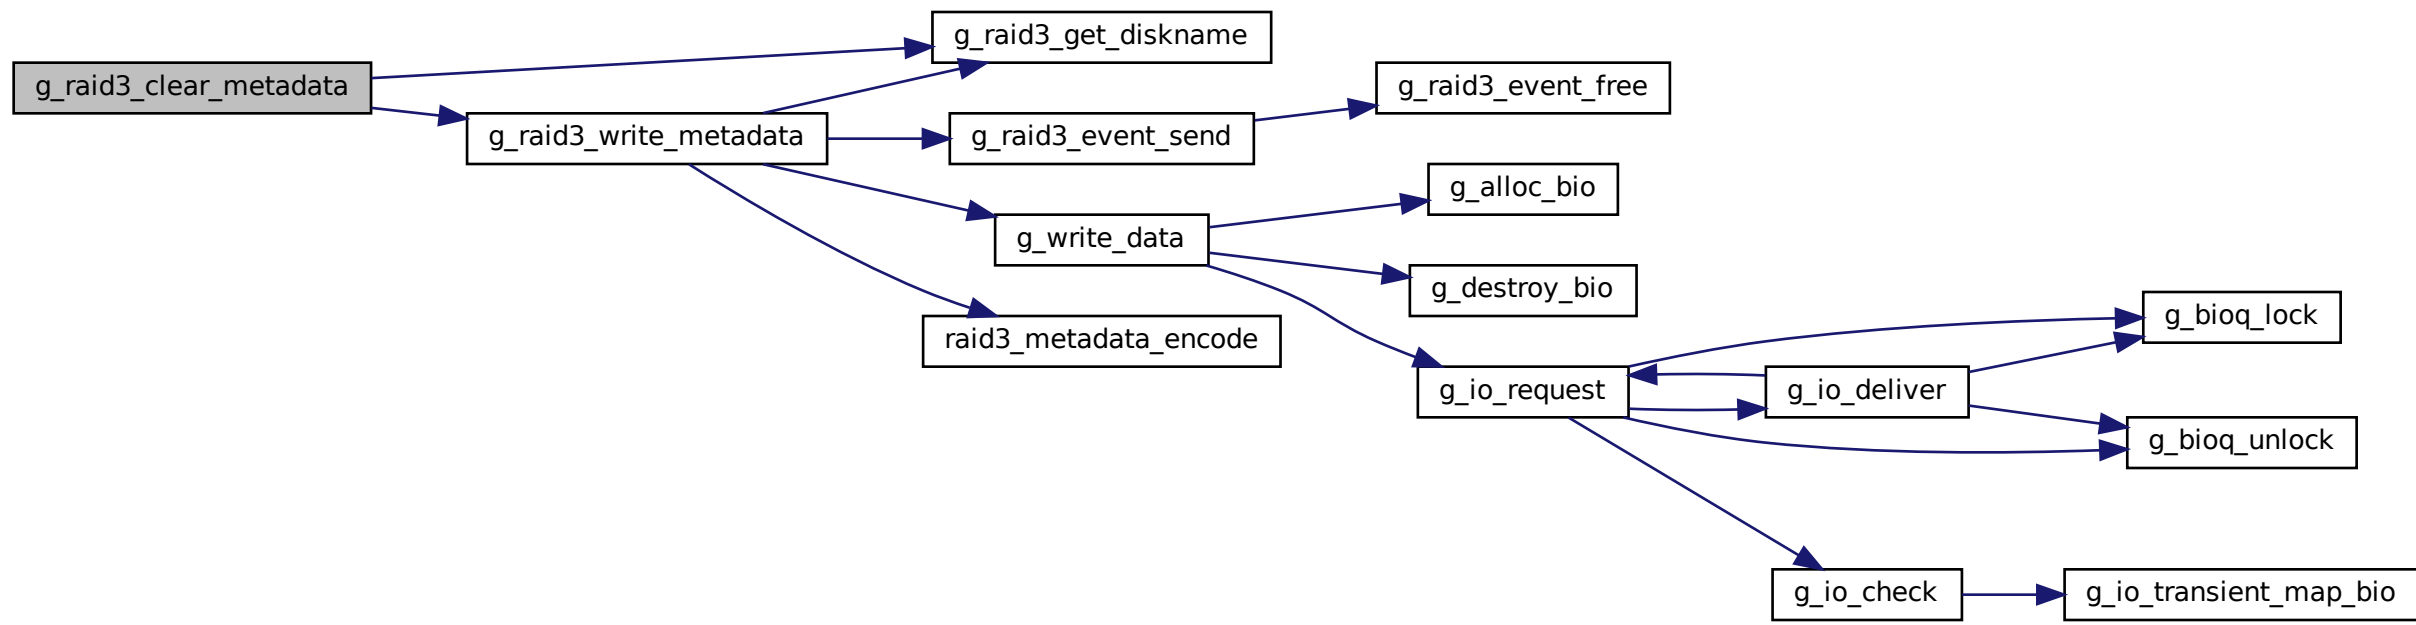 g_raid3_clear_metadata
g_raid3_get_diskname
g_raid3_write_metadata
g_raid3_event_send
g_raid3_event_free
g_write_data
g_alloc_bio
g_destroy_bio
raid3_metadata_encode
g_io_request
g_io_deliver
g_bioq_lock
g_bioq_unlock
g_io_check
g_io_transient_map_bio